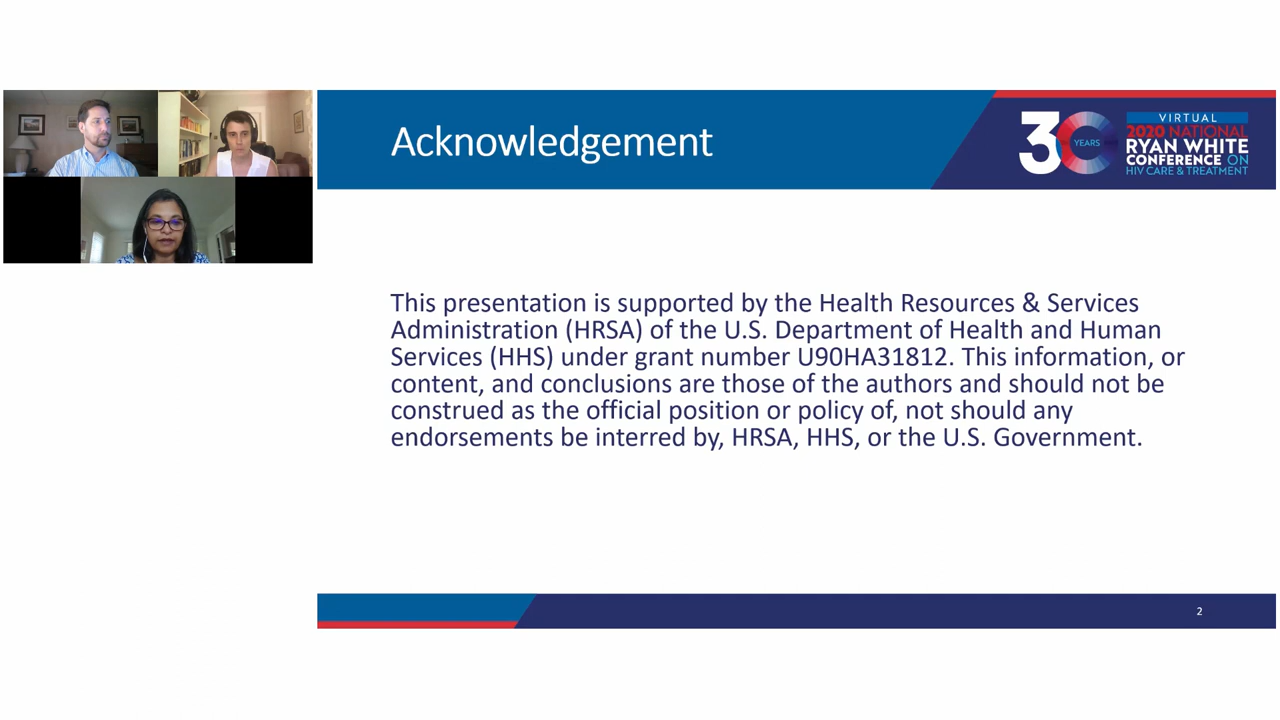 Acknowledgement
30
YEARS
VIRTUAL
2020 NATIONAL
RYAN WHITE
CONFERENCE ON
HIV CARE & TREATMENT
This presentation is supported by the Health Resources & Services
Administration (HRSA) of the U.S. Department of Health and Human
Services (HHS) under grant number U90HA31812. This information, or
content, and conclusions are those of the authors and should not be
construed as the official position or policy of, not should any
endorsements be interred by, HRSA, HHS, or the U.S. Government.
2